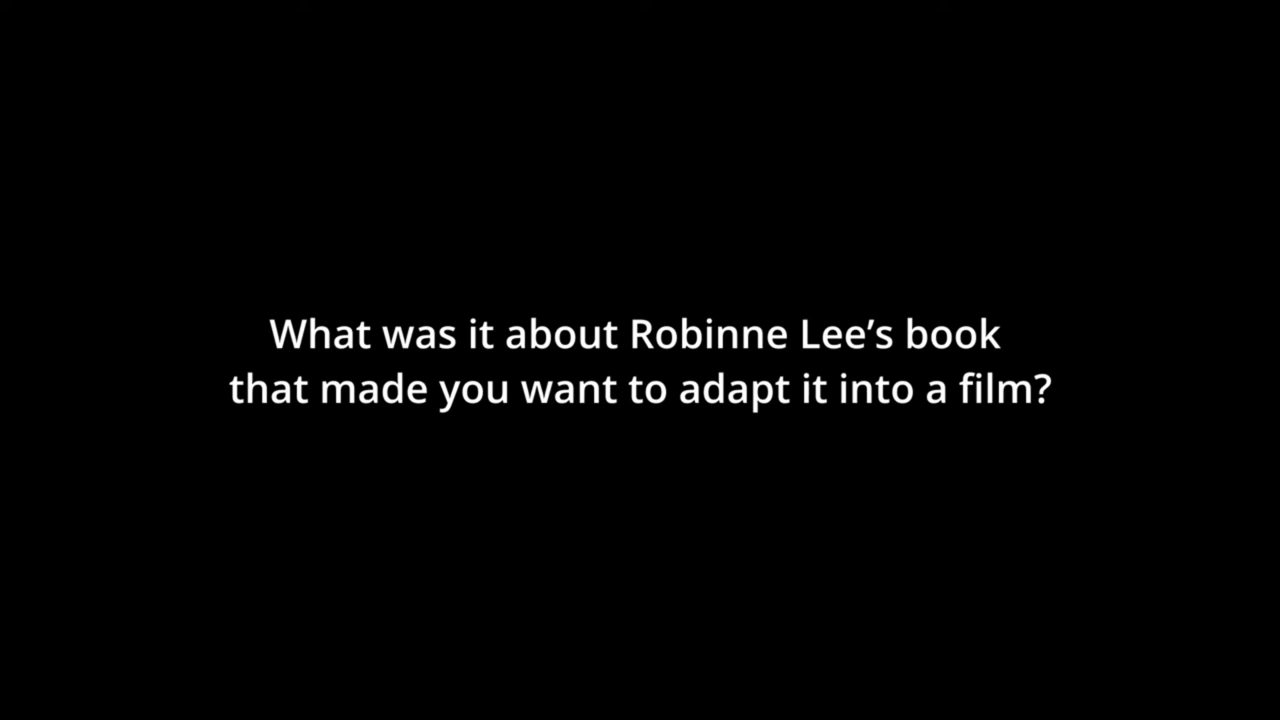 What was it about Robinne Lee’s book
that made you want to adapt it into a film?